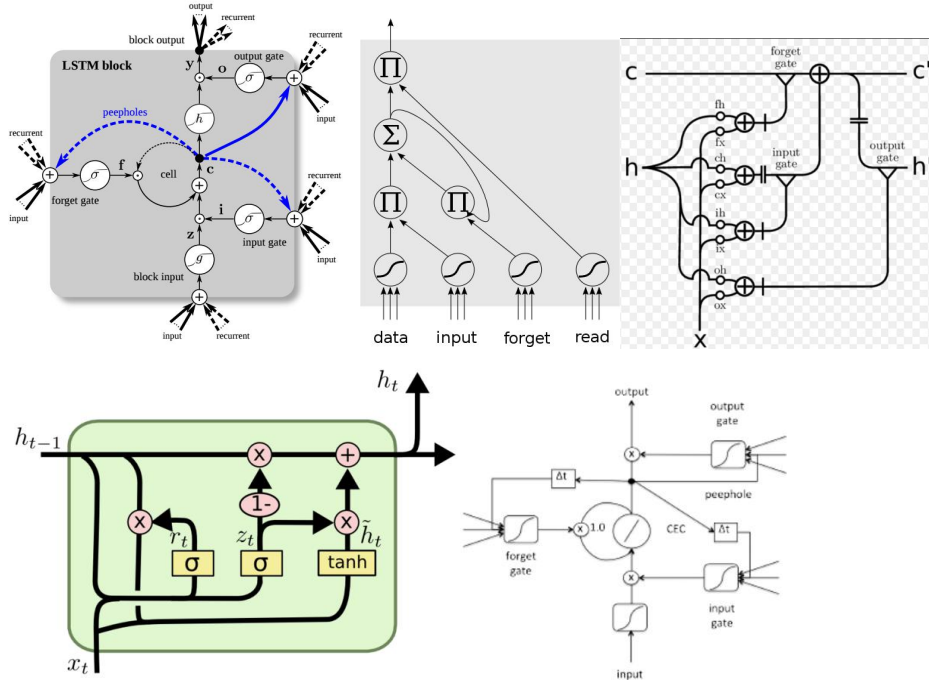 output
recurrent
block output
LSTM block
y
o
output gate
σ
recurrent
+
input
h
peepholes
recurrent
+
σ
f
c
cell
forget gate
input
+
recurrent
i
σ
+
z
input gate
input
g
block input
+
input
recurrent
Π
Σ
Π
Π
data
input
forget
read
forget
gate
c
c'
fh
fx
input
gate
output
gate
h
h'
ch
cx
ih
ix
oh
ox
x
h_t
h_{t-1}
x
+
1-
x
r_t
z_t
x
h̃_t
σ
σ
tanh
x_t
output
output
gate
x
Δt
peephole
x
1.0
CEC
Δt
forget
gate
x
input
gate
input